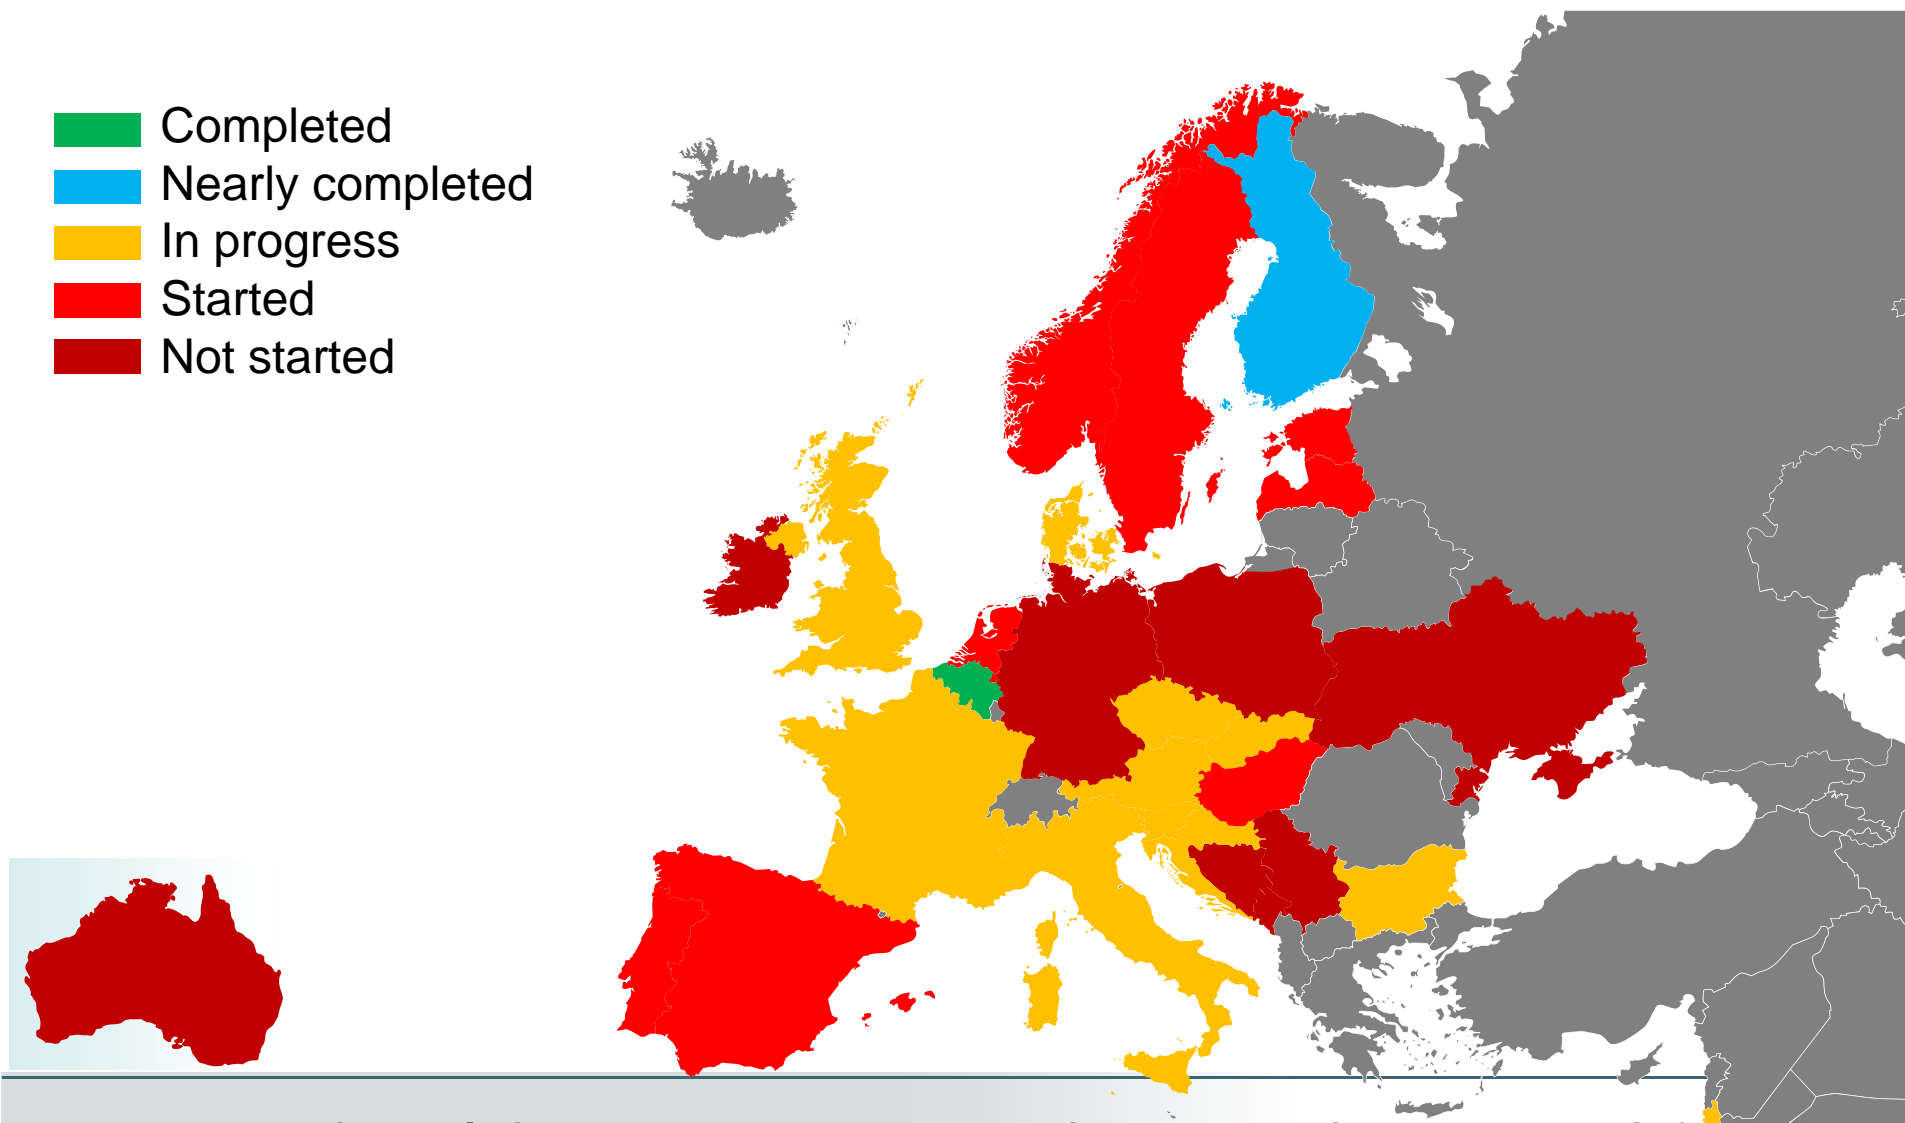 Completed
Nearly completed
In progress
Started
Not started